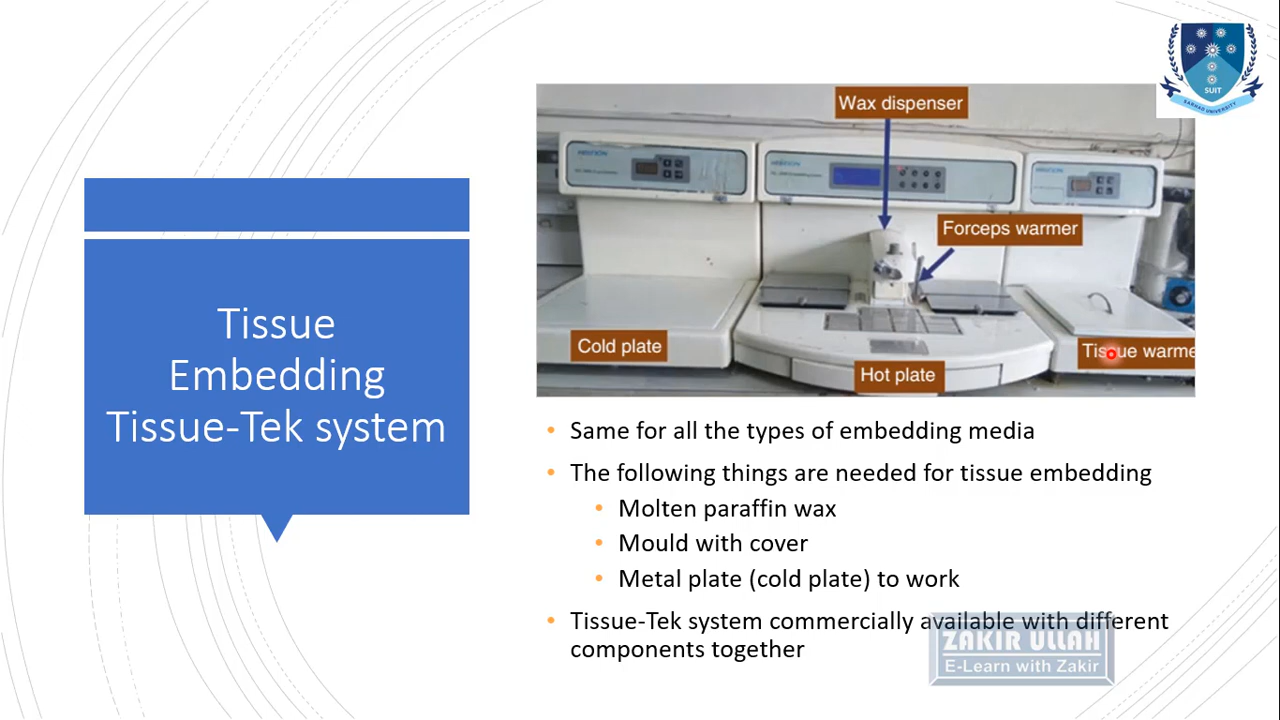 Tissue
Embedding
Tissue-Tek system
Wax dispenser
Forceps warmer
Cold plate
Hot plate
Tissue warme
SUIT
SARHAD UNIVERSITY
• Same for all the types of embedding media
• The following things are needed for tissue embedding
• Molten paraffin wax
• Mould with cover
• Metal plate (cold plate) to work
• Tissue-Tek system commercially available with different
components together
ZAKIR ULLAH
E-Learn with Zakir